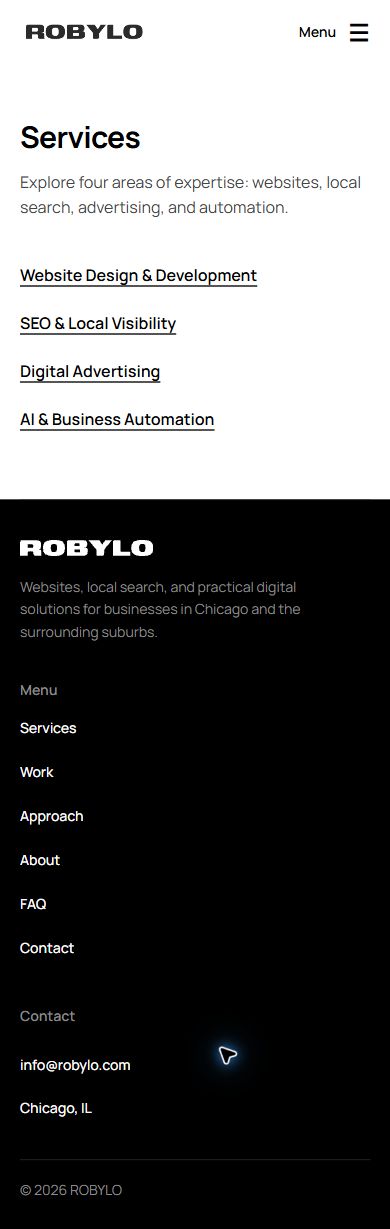 ROBYLO
Menu
Services
Explore four areas of expertise: websites, local
search, advertising, and automation.
Website Design & Development
SEO & Local Visibility
Digital Advertising
AI & Business Automation
ROBYLO
Websites, local search, and practical digital
solutions for businesses in Chicago and the
surrounding suburbs.
Menu
Services
Work
Approach
About
FAQ
Contact
Contact
info@robylo.com
Chicago, IL
© 2026 ROBYLO